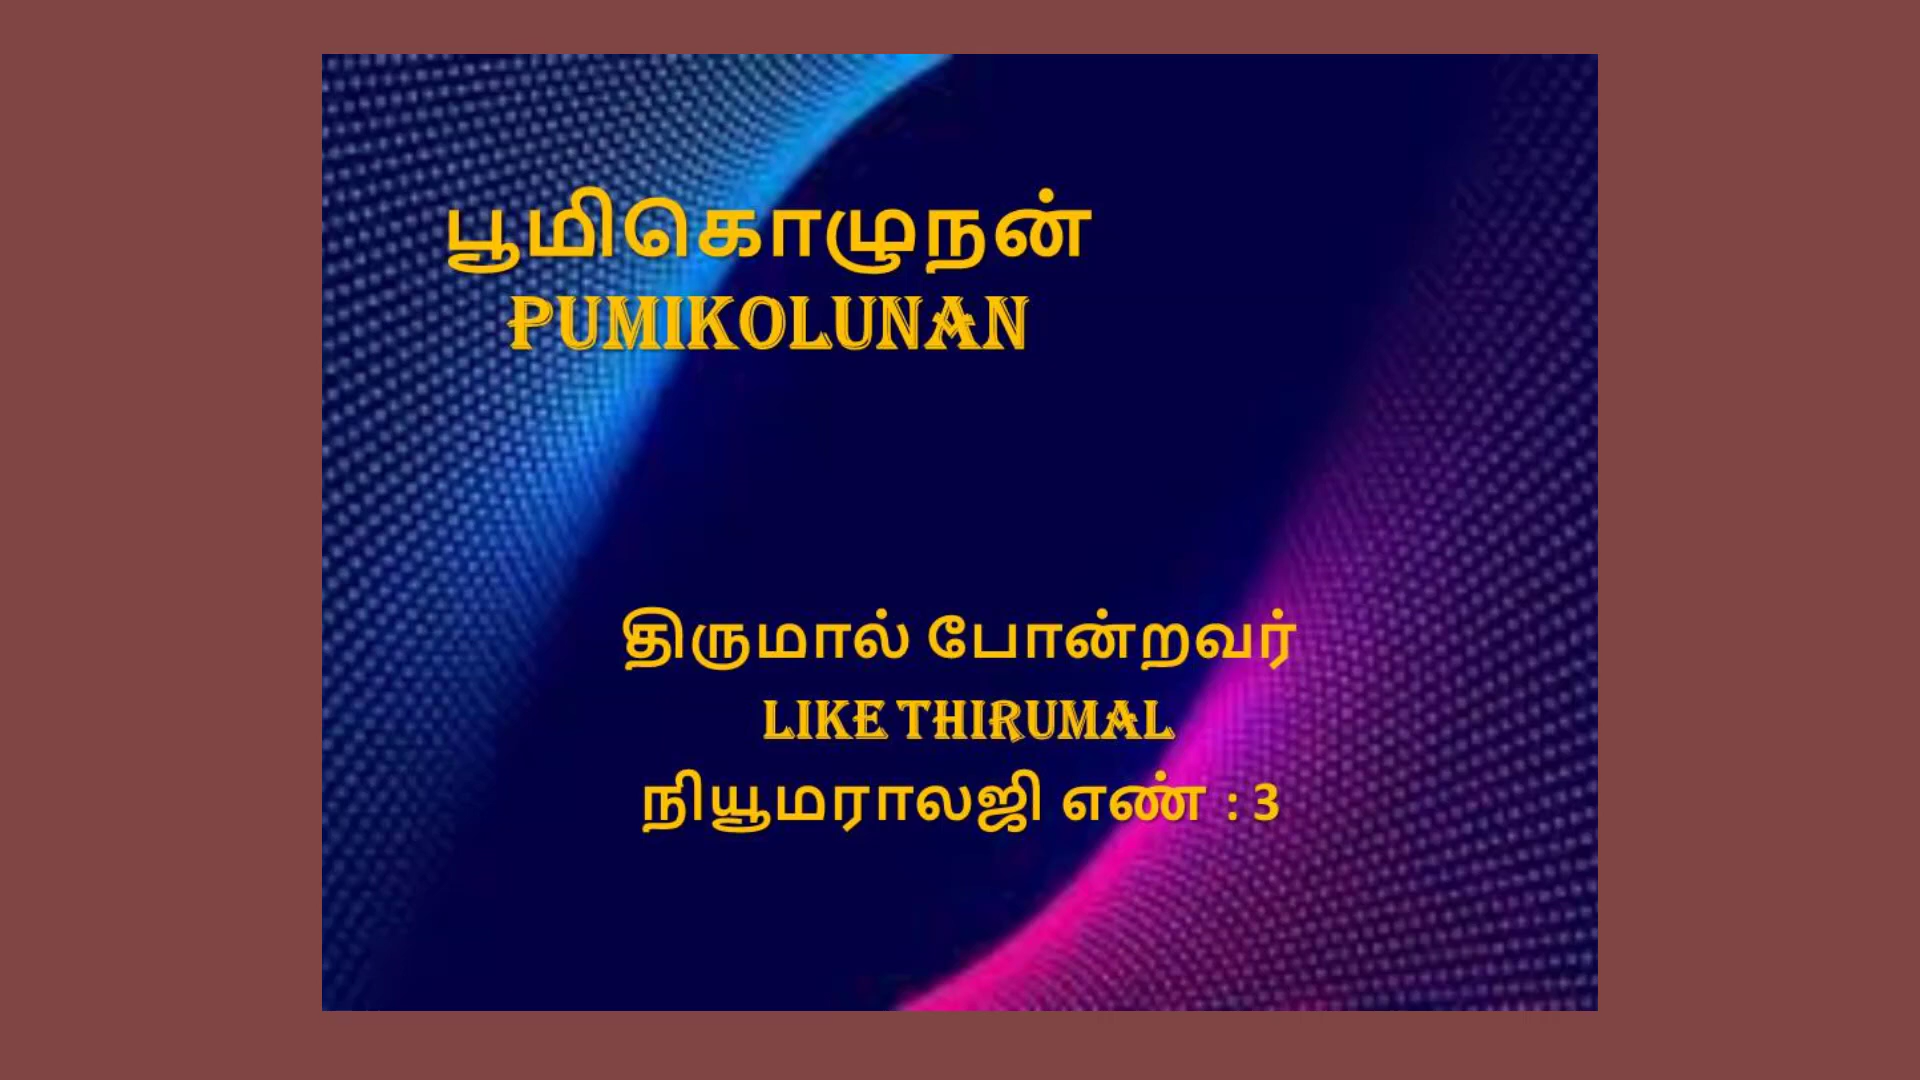 பூமிகொழுநன்
PUMIKOLUNAN
திருமால் போன்றவர்
LIKE THIRUMAL
நியூமராலஜி எண் : 3